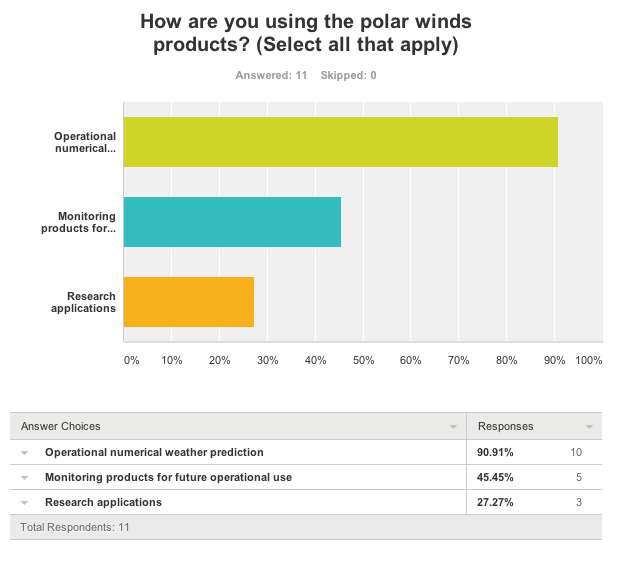 How are you using the polar winds
products? (Select all that apply)
Answered: 11 Skipped: 0
Operational
numerical...
Monitoring
products for...
Research
applications
0% 10% 20% 30% 40% 50% 60% 70% 80% 90% 100%
Answer Choices Responses
Operational numerical weather prediction 90.91% 10
Monitoring products for future operational use 45.45% 5
Research applications 27.27% 3
Total Respondents: 11